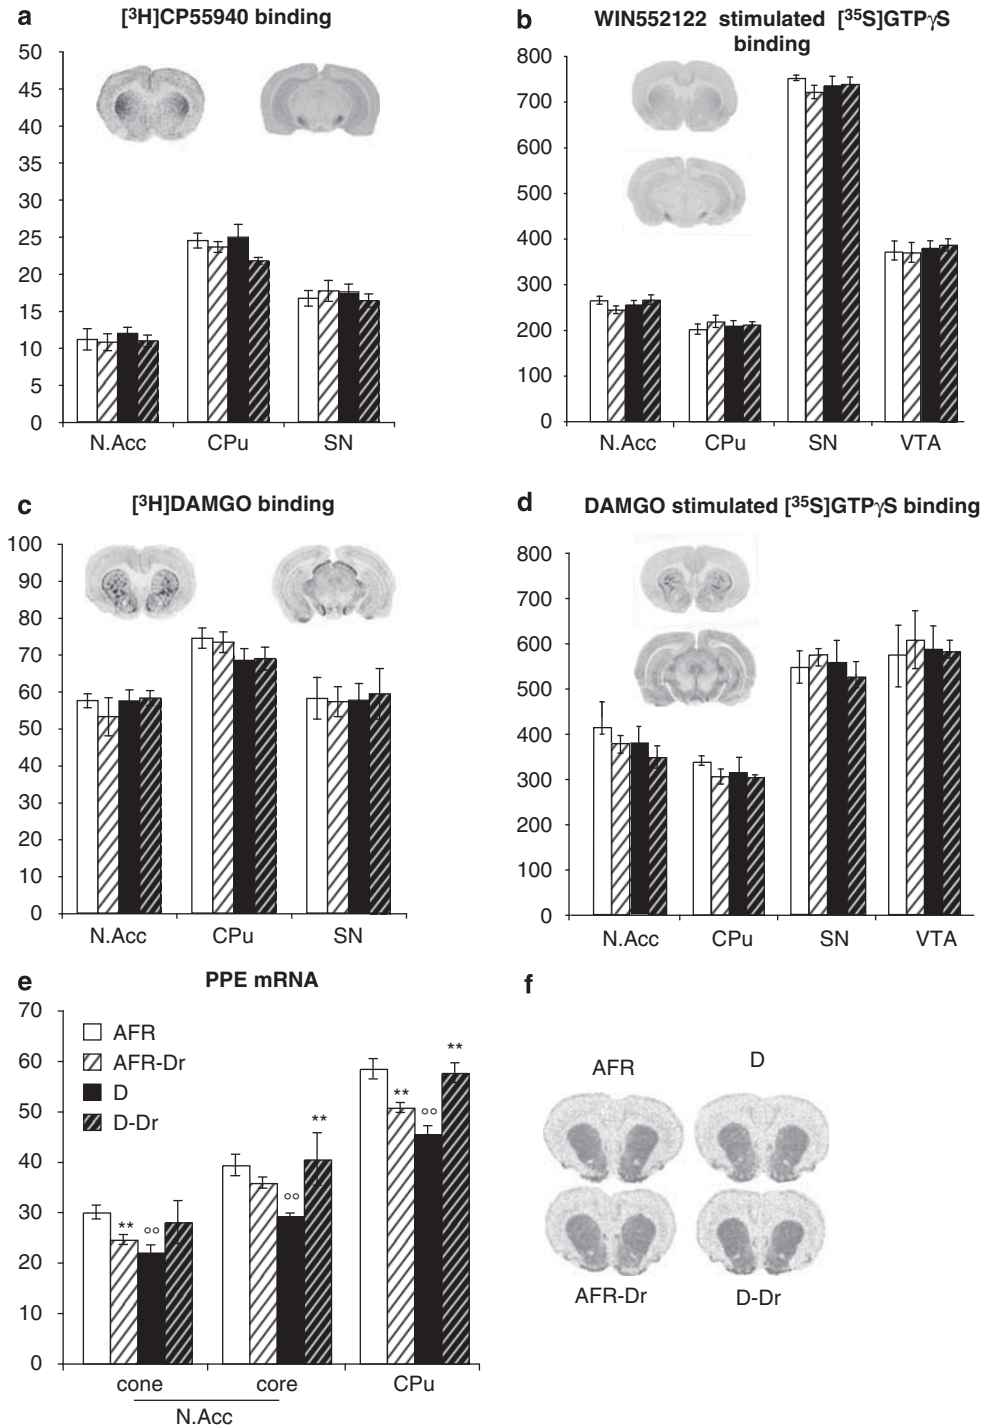 a
[³H]CP55940 binding
50
45
40
35
30
25
20
15
10
5
0
N.Acc CPu SN
b
WIN552122 stimulated [³⁵S]GTPγS
binding
800
700
600
500
400
300
200
100
0
N.Acc CPu SN VTA
c
[³H]DAMGO binding
100
90
80
70
60
50
40
30
20
10
0
N.Acc CPu SN
d
DAMGO stimulated [³⁵S]GTPγS binding
800
700
600
500
400
300
200
100
0
N.Acc CPu SN VTA
e
PPE mRNA
70
60
50
40
30
20
10
0
AFR
AFR-Dr
D
D-Dr
** °° °° ** ** °° **
cone core CPu
N.Acc
f
AFR D
AFR-Dr D-Dr